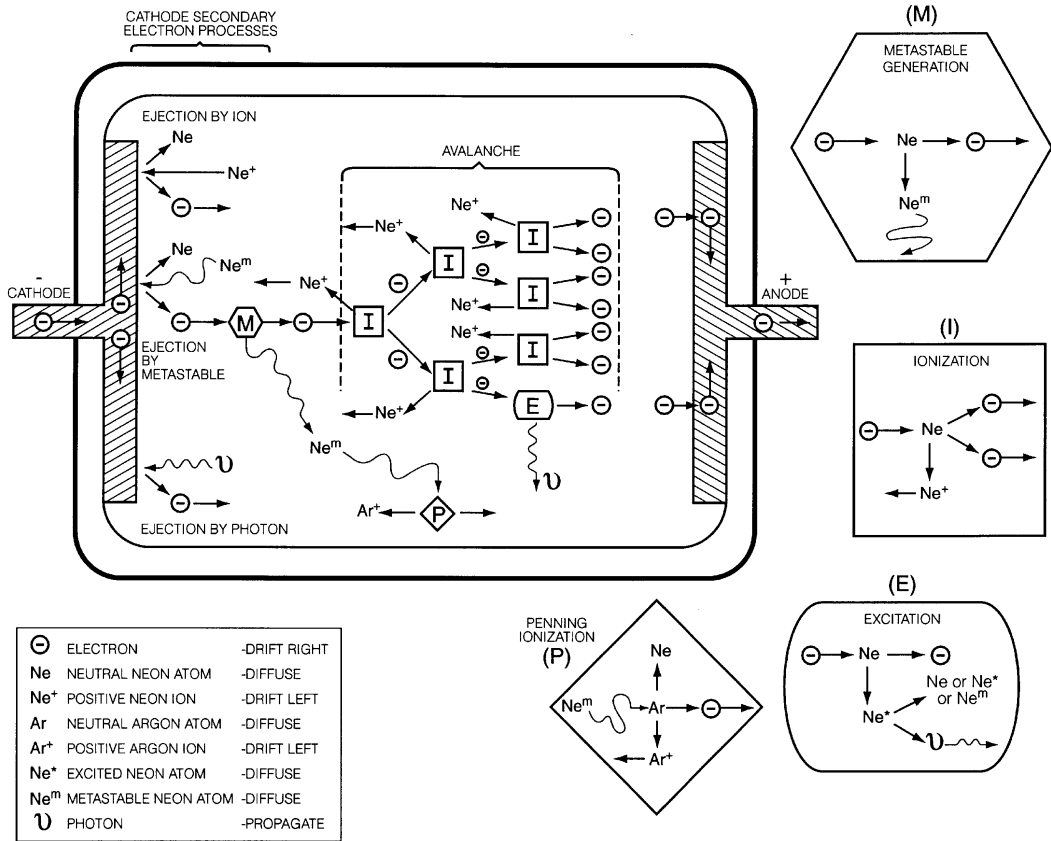 CATHODE SECONDARY
ELECTRON PROCESSES
EJECTION BY ION
Ne
Ne⁺
⊖
AVALANCHE
Ne
Neᵐ
-
CATHODE
⊖
⊖
⊖
⊖
M
⊖
EJECTION
BY
METASTABLE
Ne⁺
I
⊖
⊖
Ne⁺
I
⊖
⊖
Ne⁺
I
Ne⁺
I
Ne⁺
I
Ne⁺
I
⊖
⊖
E
⊖
⊖
⊖
⊖
⊖
⊖
⊖
⊖
⊖
⊖
⊖
+
ANODE
⊖
Neᵐ
υ
υ
⊖
EJECTION BY PHOTON
Ar⁺
P
(M)
METASTABLE
GENERATION
⊖ Ne ⊖
Neᵐ
(I)
IONIZATION
⊖
⊖ Ne
⊖
Ne⁺
PENNING
IONIZATION
(P)
Ne
Neᵐ Ar ⊖
Ar⁺
(E)
EXCITATION
⊖ Ne ⊖
Ne or Ne*
or Neᵐ
Ne*
υ
⊖ ELECTRON -DRIFT RIGHT
Ne NEUTRAL NEON ATOM -DIFFUSE
Ne⁺ POSITIVE NEON ION -DRIFT LEFT
Ar NEUTRAL ARGON ATOM -DIFFUSE
Ar⁺ POSITIVE ARGON ION -DRIFT LEFT
Ne* EXCITED NEON ATOM -DIFFUSE
Neᵐ METASTABLE NEON ATOM -DIFFUSE
υ PHOTON -PROPAGATE